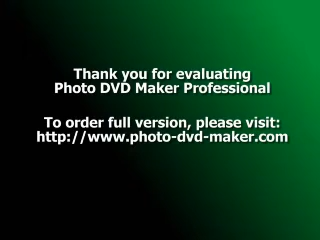 Thank you for evaluating
Photo DVD Maker Professional
To order full version, please visit:
http://www.photo-dvd-maker.com